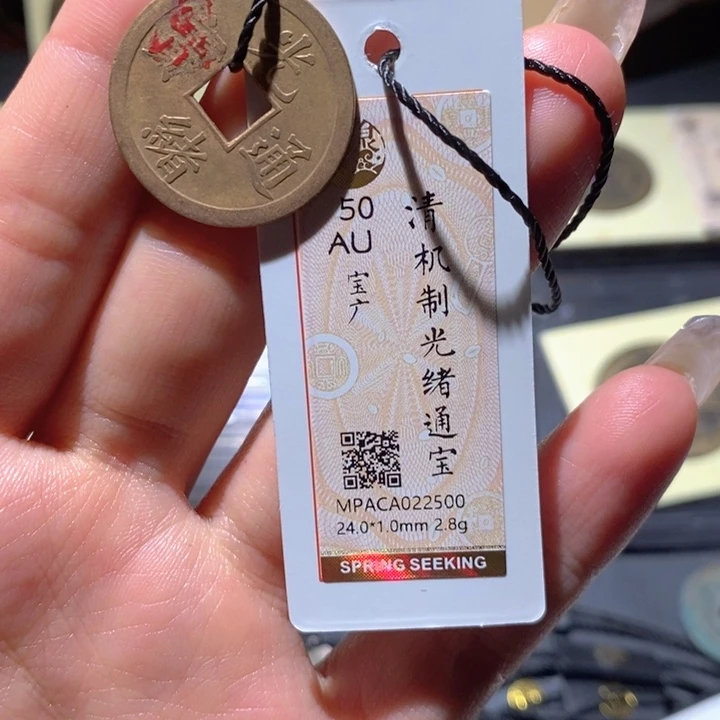 光緒通寶
50
AU
清机制光绪通宝
宝广
MPACA022500
24.0*1.0mm 2.8g
SPRING SEEKING